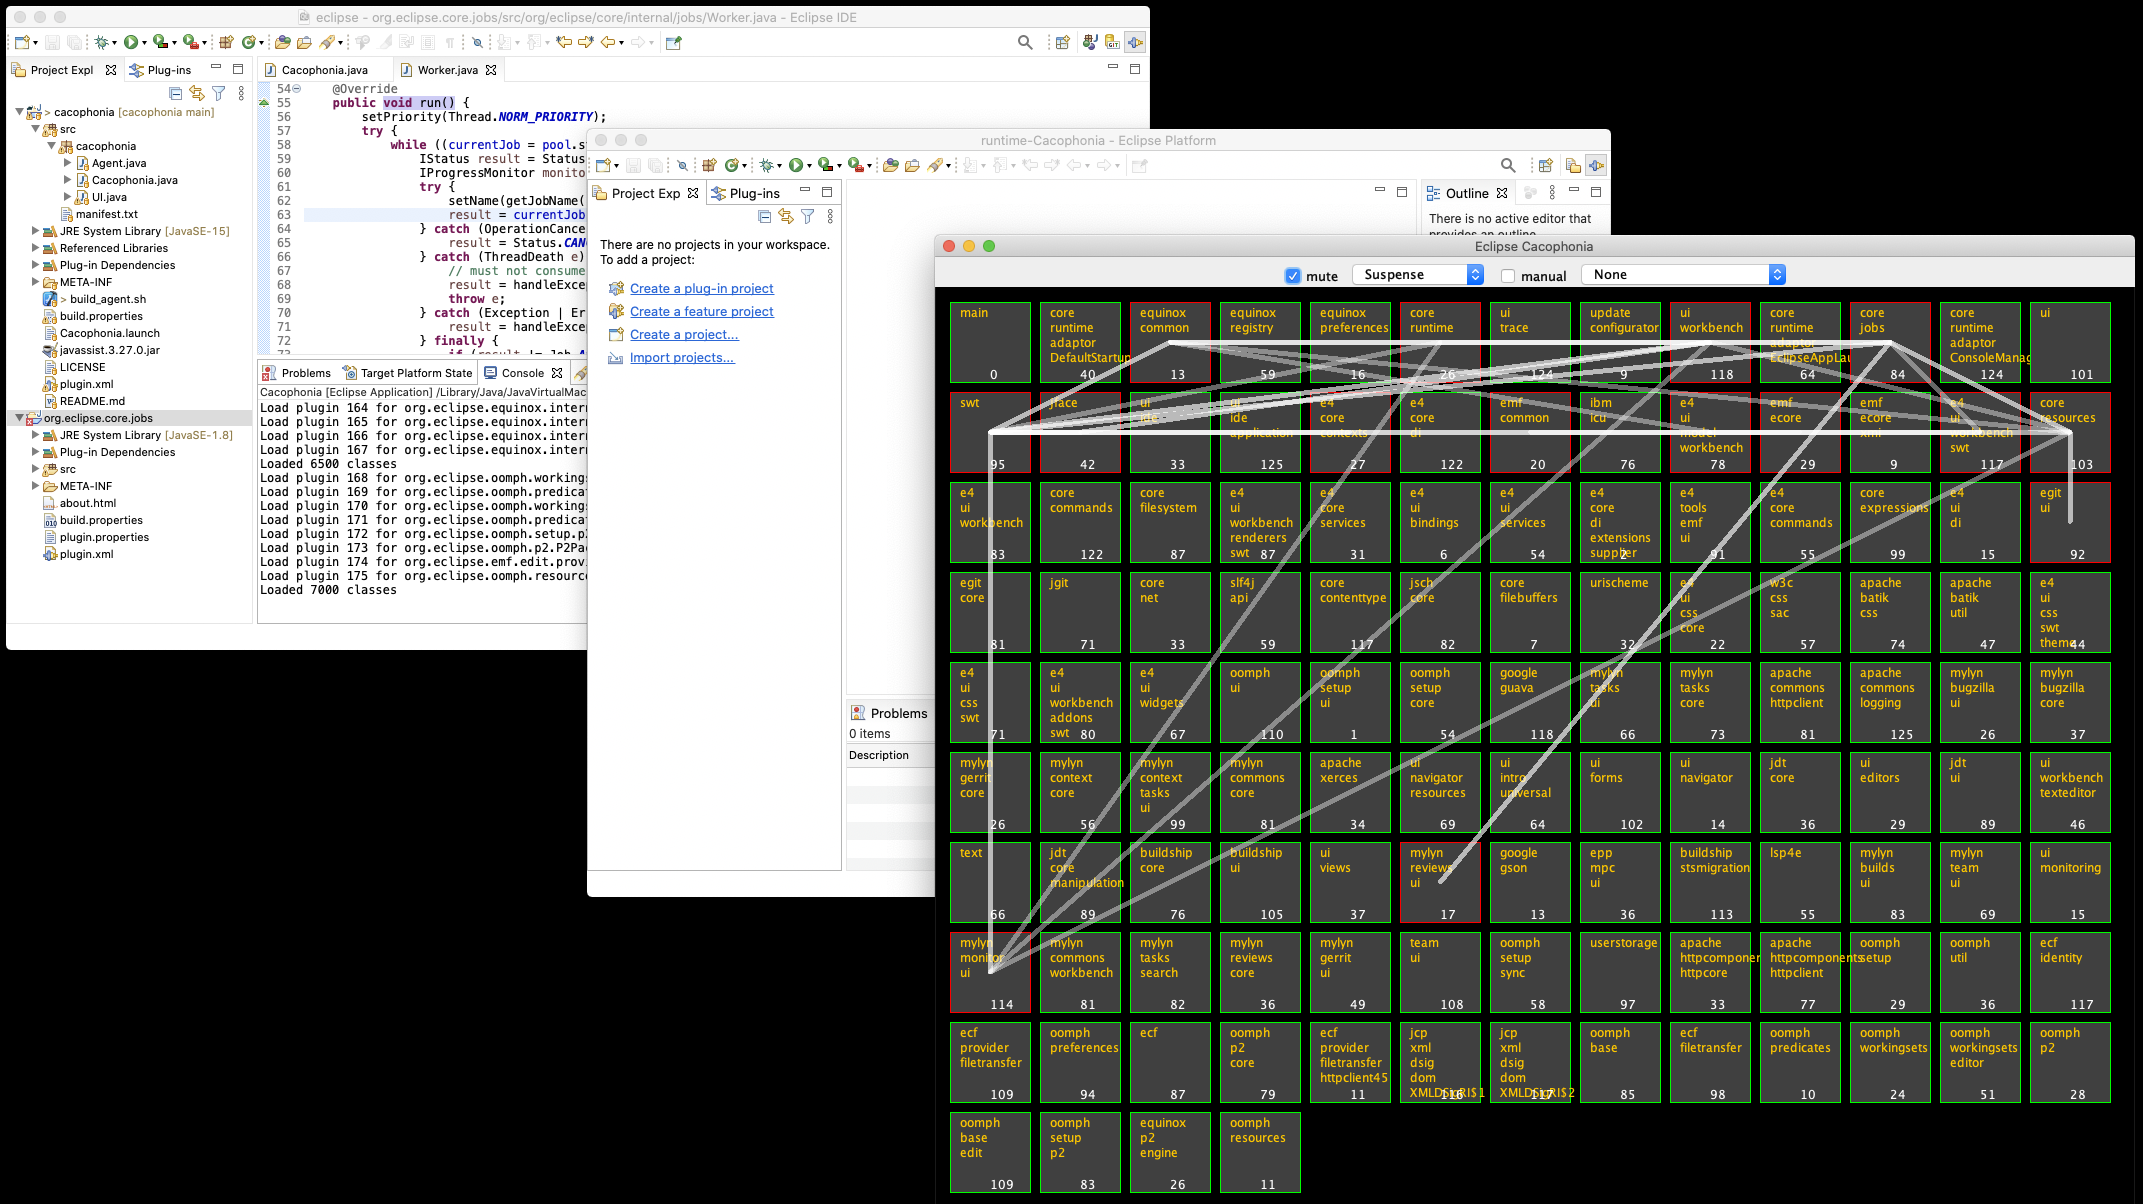 eclipse - org.eclipse.core.jobs/src/org/eclipse/core/internal/jobs/Worker.java - Eclipse IDE
Project Expl
Plug-ins
> cacophonia [cacophonia main]
src
cacophonia
Agent.java
Cacophonia.java
UI.java
manifest.txt
JRE System Library [JavaSE-15]
Referenced Libraries
Plug-in Dependencies
META-INF
> build_agent.sh
build.properties
Cacophonia.launch
javassist.3.27.0.jar
LICENSE
plugin.xml
README.md
org.eclipse.core.jobs
JRE System Library [JavaSE-1.8]
Plug-in Dependencies
src
META-INF
about.html
build.properties
plugin.properties
plugin.xml
Cacophonia.java
Worker.java
54 @Override
55 public void run() {
56 setPriority(Thread.NORM_PRIORITY);
57 try {
58 while ((currentJob = pool.s
59 IStatus result = Status
60 IProgressMonitor monito
61 try {
62 setName(getJobName(
63 result = currentJob
64 } catch (OperationCance
65 result = Status.CAN
66 } catch (ThreadDeath e)
67 // must not consume
68 result = handleExce
69 throw e;
70 } catch (Exception | Er
71 result = handleExce
72 } finally {
Problems
Target Platform State
Console
Cacophonia [Eclipse Application] /Library/Java/JavaVirtualMac
Load plugin 164 for org.eclipse.equinox.inter
Load plugin 165 for org.eclipse.equinox.inter
Load plugin 166 for org.eclipse.equinox.inter
Load plugin 167 for org.eclipse.equinox.inter
Loaded 6500 classes
Load plugin 168 for org.eclipse.oomph.working
Load plugin 169 for org.eclipse.oomph.predica
Load plugin 170 for org.eclipse.oomph.working
Load plugin 171 for org.eclipse.oomph.predica
Load plugin 172 for org.eclipse.oomph.setup.p
Load plugin 173 for org.eclipse.oomph.p2.P2Pa
Load plugin 174 for org.eclipse.emf.edit.prov
Load plugin 175 for org.eclipse.oomph.resourc
Loaded 7000 classes
runtime-Cacophonia - Eclipse Platform
Project Exp
Plug-ins
There are no projects in your workspace.
To add a project:
Create a plug-in project
Create a feature project
Create a project...
Import projects...
Outline
There is no active editor that
Problems
0 items
Description
Eclipse Cacophonia
mute
Suspense
manual
None
main
0
core
runtime
adaptor
DefaultStartup
40
equinox
common
13
equinox
registry
59
equinox
preferences
16
core
runtime
26
ui
trace
124
update
configurator
9
ui
workbench
118
core
runtime
adaptor
EclipseAppLau
64
core
jobs
84
core
runtime
adaptor
ConsoleManag
124
ui
101
swt
95
jface
42
ui
ide
33
ui
ide
application
125
e4
core
contexts
27
e4
core
di
122
emf
common
20
ibm
icu
76
e4
ui
model
workbench
78
emf
ecore
29
emf
ecore
xmi
9
e4
ui
workbench
swt
117
core
resources
103
e4
ui
workbench
83
core
commands
122
core
filesystem
87
e4
ui
workbench
renderers
swt
87
e4
core
services
31
e4
ui
bindings
6
e4
ui
services
54
e4
core
di
extensions
supplier
e4
tools
emf
ui
91
e4
core
commands
55
core
expressions
99
e4
ui
di
15
egit
ui
92
egit
core
81
jgit
71
core
net
33
slf4j
api
59
core
contenttype
117
jsch
core
82
core
filebuffers
7
urischeme
32
e4
ui
css
core
22
w3c
css
sac
57
apache
batik
css
74
apache
batik
util
47
e4
ui
css
swt
theme
44
e4
ui
css
swt
71
e4
ui
workbench
addons
swt
80
e4
ui
widgets
67
oomph
ui
110
oomph
setup
ui
1
oomph
setup
core
54
google
guava
118
mylyn
tasks
ui
66
mylyn
tasks
core
73
apache
commons
httpclient
81
apache
commons
logging
125
mylyn
bugzilla
ui
26
mylyn
bugzilla
core
37
mylyn
gerrit
core
26
mylyn
context
core
56
mylyn
context
tasks
ui
99
mylyn
commons
core
81
apache
xerces
34
ui
navigator
resources
69
ui
intro
universal
64
ui
forms
102
ui
navigator
14
jdt
core
36
ui
editors
29
jdt
ui
89
ui
workbench
texteditor
46
text
66
jdt
core
manipulation
89
buildship
core
76
buildship
ui
105
ui
views
37
mylyn
reviews
ui
17
google
gson
13
epp
mpc
ui
36
buildship
stsmigration
113
lsp4e
55
mylyn
builds
ui
83
mylyn
team
ui
69
ui
monitoring
15
mylyn
monitor
ui
114
mylyn
commons
workbench
81
mylyn
tasks
search
82
mylyn
reviews
core
36
mylyn
gerrit
ui
49
team
ui
108
oomph
setup
sync
58
userstorage
97
apache
httpcomponen
httpcore
33
apache
httpcomponents
httpclient
77
oomph
setup
29
oomph
util
36
ecf
identity
117
ecf
provider
filetransfer
109
oomph
preferences
94
ecf
87
oomph
p2
core
79
ecf
provider
filetransfer
httpclient45
11
jcp
xml
dsig
dom
XMLDSigRI$1
116
jcp
xml
dsig
dom
XMLDSigRI$2
117
oomph
base
85
ecf
filetransfer
98
oomph
predicates
10
oomph
workingsets
24
oomph
workingsets
editor
51
oomph
p2
28
oomph
base
edit
109
oomph
setup
p2
83
equinox
p2
engine
26
oomph
resources
11